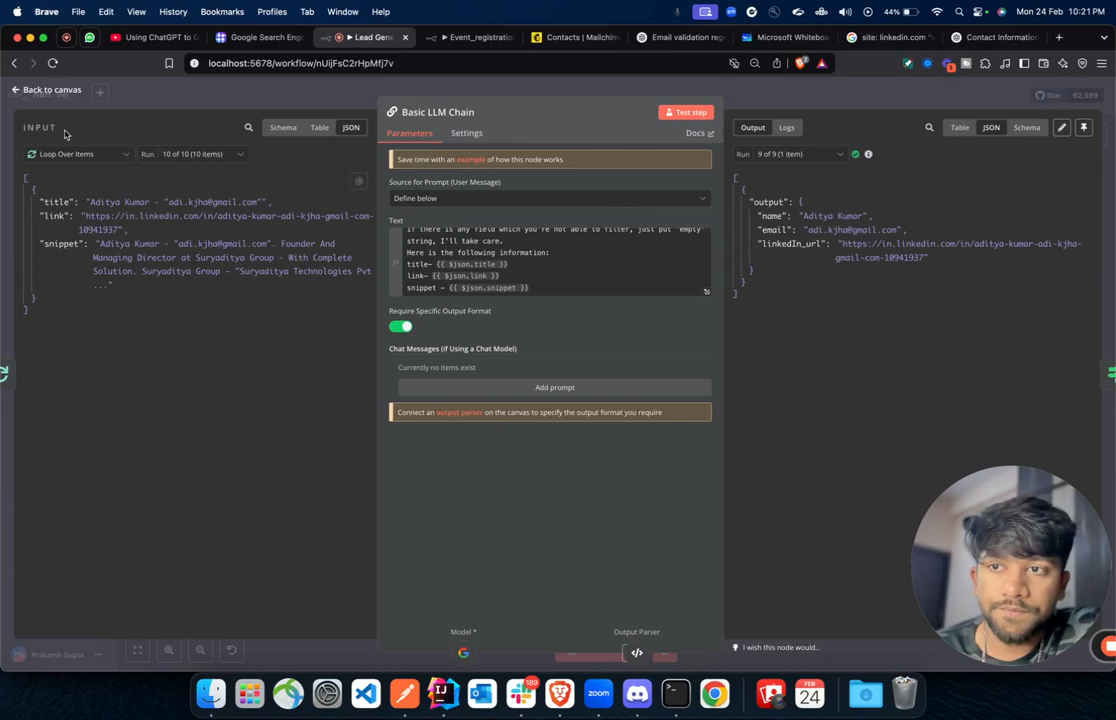 Brave File Edit View History Bookmarks Profiles Tab Window Help 44% Mon 24 Feb 10:21 PM
Using ChatGPT to Google Search Eng ▶ Lead Gen ▶ Event_registratio Contacts | Mailchim Email validation reg Microsoft Whiteboa site: linkedin.com " Contact Information
localhost:5678/workflow/nUijFsC2rHpMfj7v
Back to canvas
Star 62,689
INPUT
Schema Table JSON
Loop Over Items Run 10 of 10 (10 items)
[
{
"title": "Aditya Kumar - "adi.kjha@gmail.com"",
"link": "https://in.linkedin.com/in/aditya-kumar-adi-kjha-gmail-com-
10941937",
"snippet": "Aditya Kumar - "adi.kjha@gmail.com". Founder And
Managing Director at Suryaditya Group - With Complete
Solution. Suryaditya Group - "Suryaditya Technologies Pvt
..."
}
]
Basic LLM Chain
Test step
Parameters Settings Docs
Save time with an example of how this node works
Source for Prompt (User Message)
Define below
Text
If there is any field which you're not able to filter, just put 'empty'
string, I'll take care.
Here is the following information:
title- {{ $json.title }}
link- {{ $json.link }}
snippet - {{ $json.snippet }}
Require Specific Output Format
Chat Messages (if Using a Chat Model)
Currently no items exist
Add prompt
Connect an output parser on the canvas to specify the output format you require
Model *
Output Parser
Output Logs
Table JSON Schema
Run 9 of 9 (1 item)
[
{
"output": {
"name": "Aditya Kumar",
"email": "adi.kjha@gmail.com",
"linkedIn_url": "https://in.linkedin.com/in/aditya-kumar-adi-kjha-
gmail-com-10941937"
}
}
]
I wish this node would...
Prakarsh Gupta
189
FEB
24